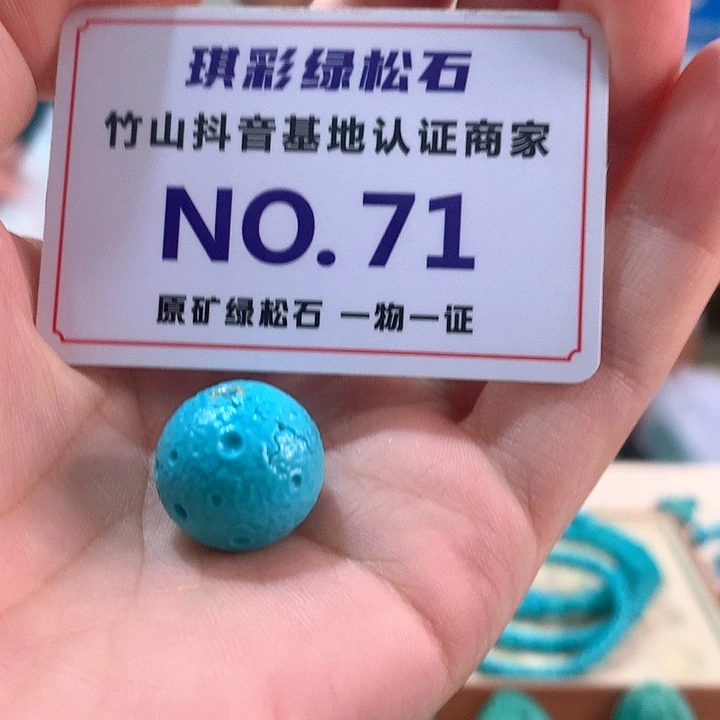 琪彩绿松石
竹山抖音基地认证商家
NO.71
原矿绿松石 一物一证